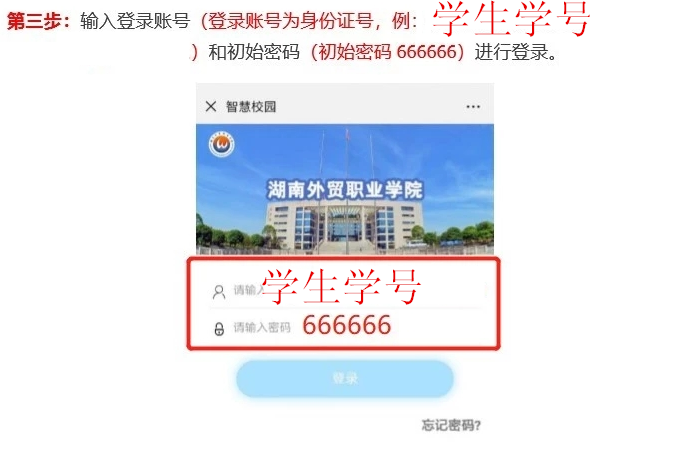 第三步：输入登录账号（登录账号为身份证号，例：学生学号
）和初始密码（初始密码 666666）进行登录。
智慧校园
湖南外贸职业学院
请输入 学生学号
请输入密码 666666
登录
忘记密码?